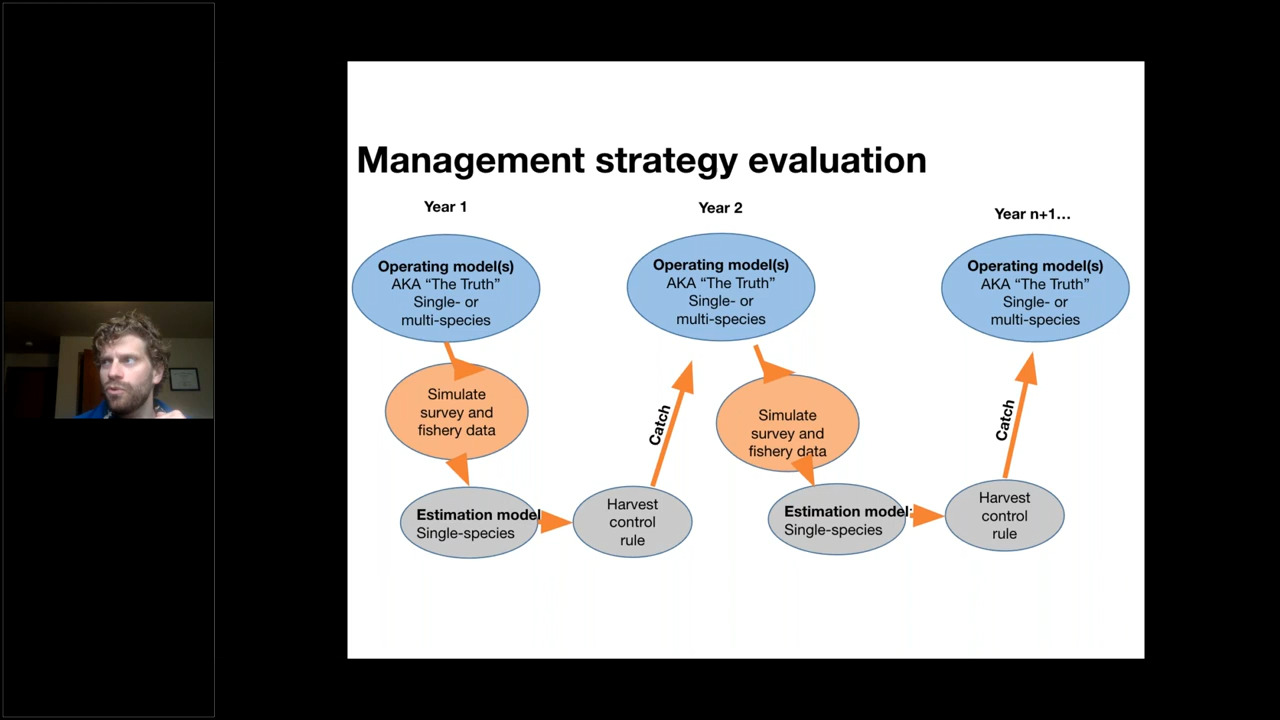 Management strategy evaluation
Year 1
Year 2
Year n+1...
Operating model(s)
AKA “The Truth”
Single- or
multi-species
Operating model(s)
AKA “The Truth”
Single- or
multi-species
Operating model(s)
AKA “The Truth”
Single- or
multi-species
Simulate
survey and
fishery data
Catch
Simulate
survey and
fishery data
Catch
Estimation model
Single-species
Harvest
control
rule
Estimation model:
Single-species
Harvest
control
rule